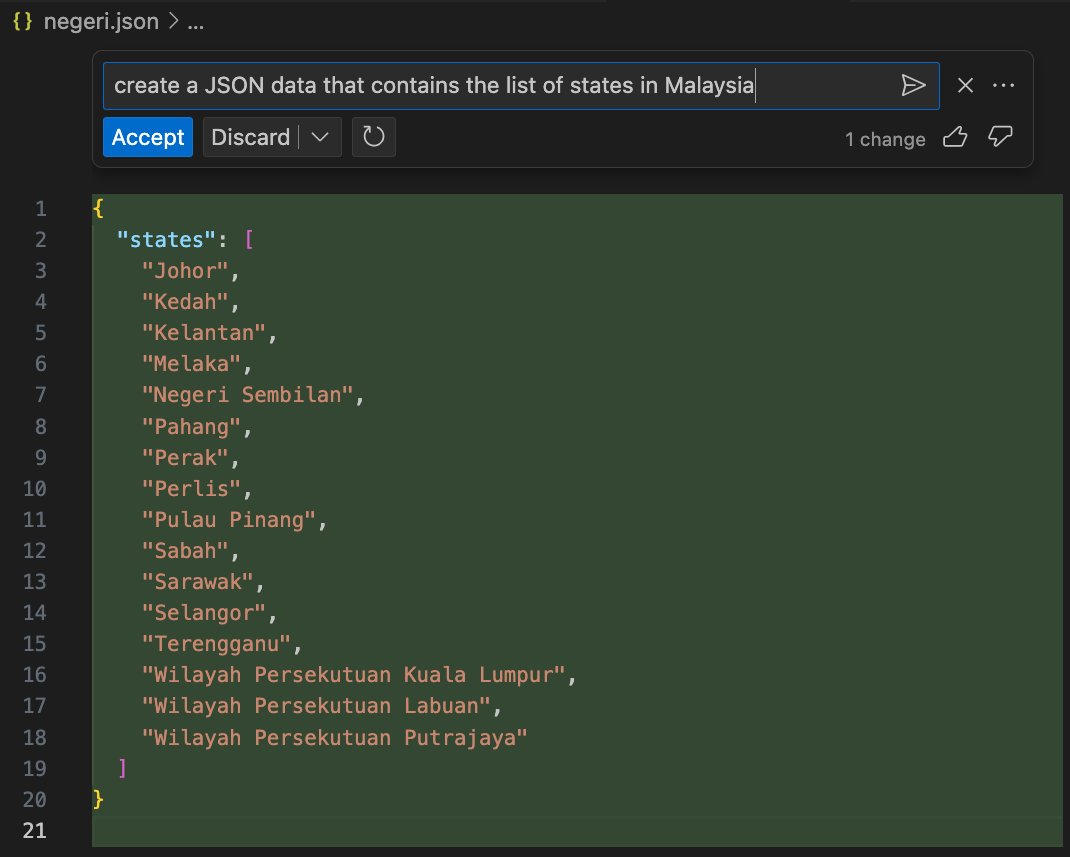 {} negeri.json > ...
create a JSON data that contains the list of states in Malaysia
Accept Discard 1 change
1 {
2 "states": [
3 "Johor",
4 "Kedah",
5 "Kelantan",
6 "Melaka",
7 "Negeri Sembilan",
8 "Pahang",
9 "Perak",
10 "Perlis",
11 "Pulau Pinang",
12 "Sabah",
13 "Sarawak",
14 "Selangor",
15 "Terengganu",
16 "Wilayah Persekutuan Kuala Lumpur",
17 "Wilayah Persekutuan Labuan",
18 "Wilayah Persekutuan Putrajaya"
19 ]
20 }
21